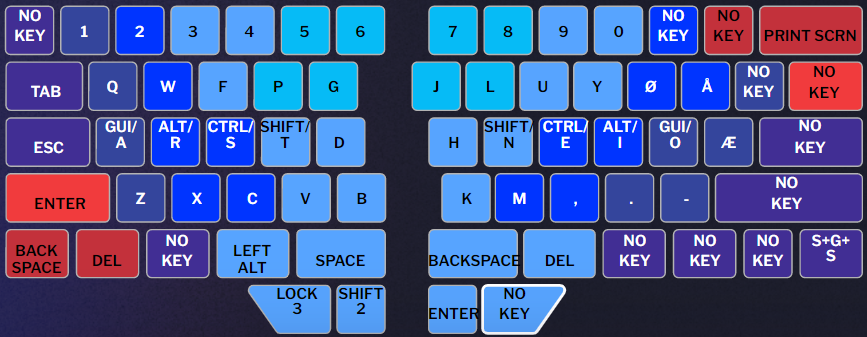 NO KEY 1 2 3 4 5 6 7 8 9 0 NO KEY NO KEY PRINT SCRN
TAB Q W F P G J L U Y Ø Å NO KEY NO KEY
ESC GUI/ A ALT/ R CTRL/ S SHIFT/ T D H SHIFT/ N CTRL/ E ALT/ I GUI/ O Æ NO KEY
ENTER Z X C V B K M , . - NO KEY
BACK SPACE DEL NO KEY LEFT ALT SPACE BACKSPACE DEL NO KEY NO KEY NO KEY S+G+ S
LOCK 3 SHIFT 2 ENTER NO KEY